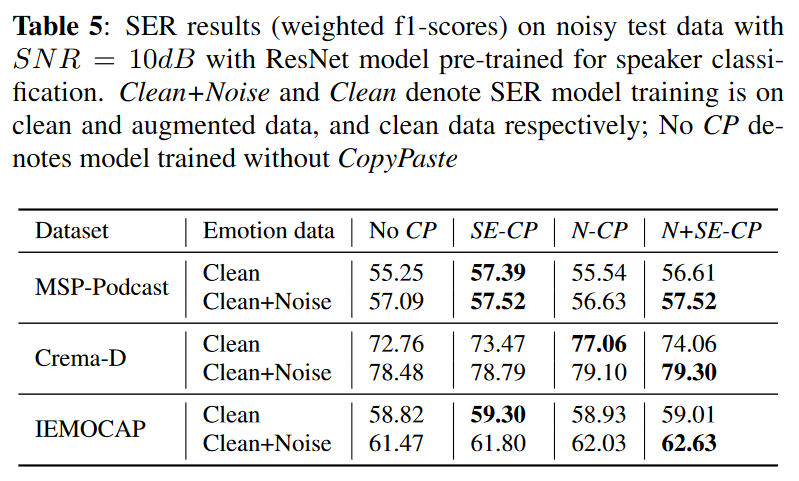 Table 5: SER results (weighted f1-scores) on noisy test data with
SNR = 10dB with ResNet model pre-trained for speaker classi-
fication. Clean+Noise and Clean denote SER model training is on
clean and augmented data, and clean data respectively; No CP de-
notes model trained without CopyPaste
Dataset Emotion data No CP SE-CP N-CP N+SE-CP
MSP-Podcast
Clean 55.25 57.39 55.54 56.61
Clean+Noise 57.09 57.52 56.63 57.52
Crema-D
Clean 72.76 73.47 77.06 74.06
Clean+Noise 78.48 78.79 79.10 79.30
IEMOCAP
Clean 58.82 59.30 58.93 59.01
Clean+Noise 61.47 61.80 62.03 62.63